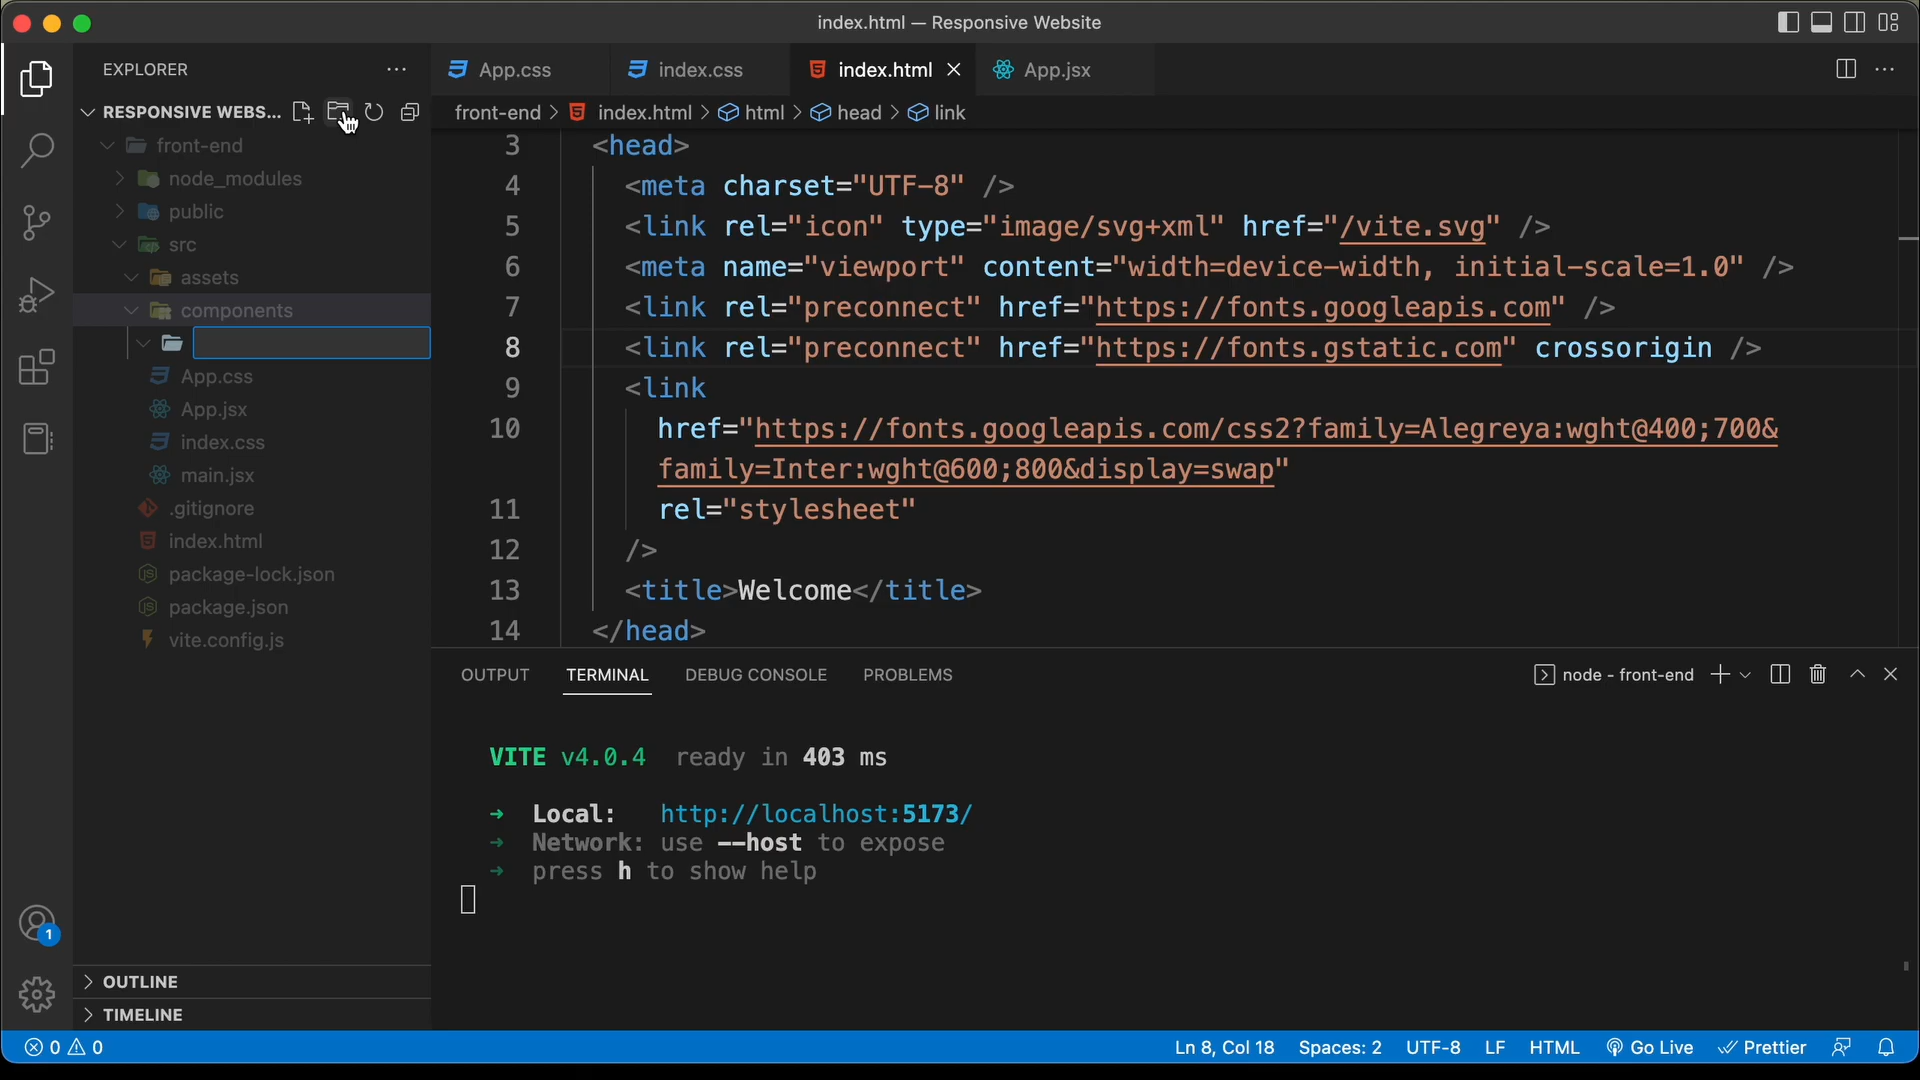 index.html — Responsive Website
EXPLORER
App.css
index.css
index.html
App.jsx
RESPONSIVE WEBS...
front-end > index.html > html > head > link
front-end
node_modules
public
src
assets
components
App.css
App.jsx
index.css
main.jsx
.gitignore
index.html
package-lock.json
package.json
vite.config.js
OUTLINE
TIMELINE
3 <head>
4 <meta charset="UTF-8" />
5 <link rel="icon" type="image/svg+xml" href="/vite.svg" />
6 <meta name="viewport" content="width=device-width, initial-scale=1.0" />
7 <link rel="preconnect" href="https://fonts.googleapis.com" />
8 <link rel="preconnect" href="https://fonts.gstatic.com" crossorigin />
9 <link
10 href="https://fonts.googleapis.com/css2?family=Alegreya:wght@400;700&
family=Inter:wght@600;800&display=swap"
11 rel="stylesheet"
12 />
13 <title>Welcome</title>
14 </head>
OUTPUT TERMINAL DEBUG CONSOLE PROBLEMS
node - front-end
VITE v4.0.4 ready in 403 ms
➜ Local: http://localhost:5173/
➜ Network: use --host to expose
➜ press h to show help
1
0 0
Ln 8, Col 18 Spaces: 2 UTF-8 LF HTML Go Live Prettier